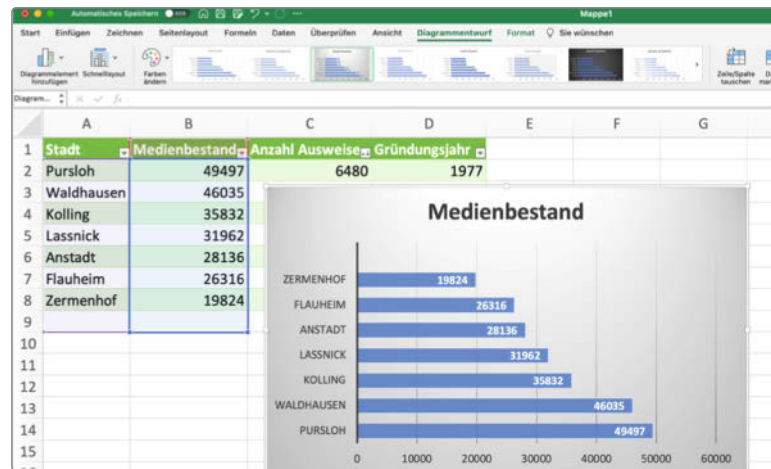 Automatisches Speichern
Mappe1
Start Einfügen Zeichnen Seitenlayout Formeln Daten Überprüfen Ansicht Diagrammentwurf Format Sie wünschen
Diagrammelement hinzufügen Schnelllayout Farben ändern Zeile/Spalte tauschen
Diagram... fx
A B C D E F G
1 Stadt Medienbestand Anzahl Ausweise Gründungsjahr
2 Pursloh 49497 6480 1977
3 Waldhausen 46035
4 Kolling 35832
5 Lassnick 31962
6 Anstadt 28136
7 Flauheim 26316
8 Zermenhof 19824
9
10
11
12
13
14
15
Medienbestand
ZERMENHOF 19824
FLAUHEIM 26316
ANSTADT 28136
LASSNICK 31962
KOLLING 35832
WALDHAUSEN 46035
PURSLOH 49497
0 10000 20000 30000 40000 50000 60000